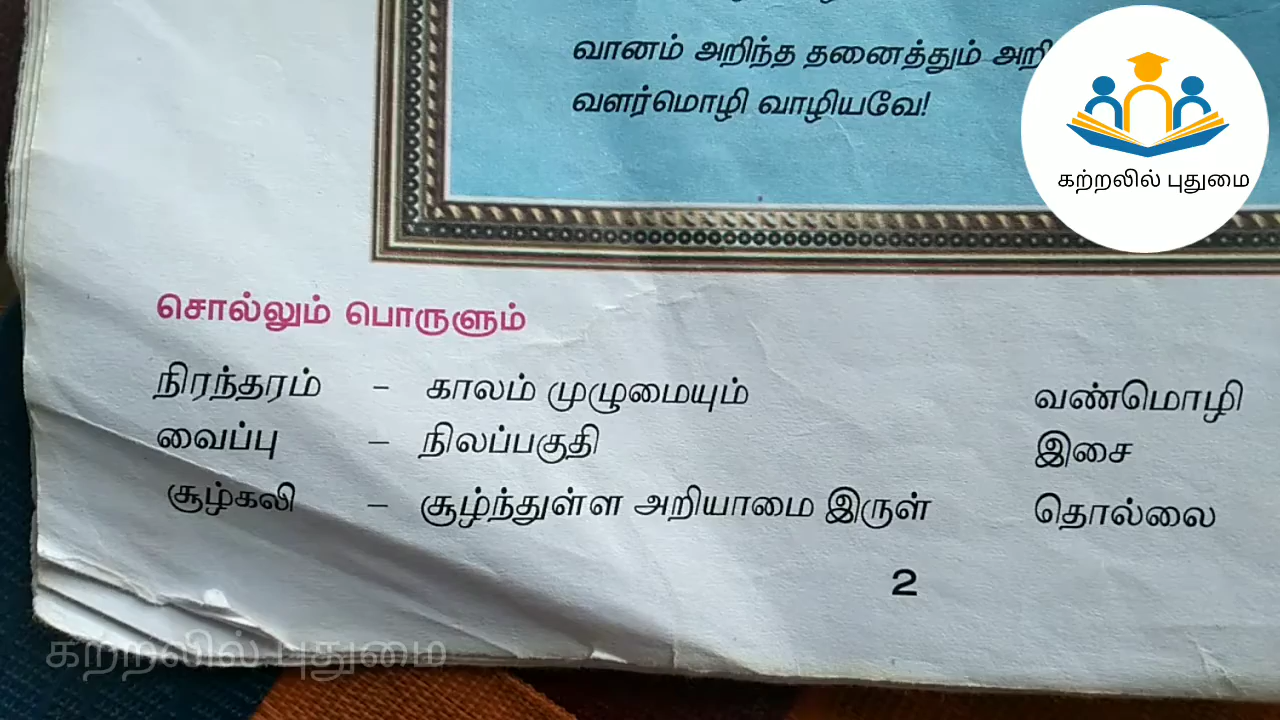 வானம் அறிந்த தனைத்தும்
வளர்மொழி வாழியவே!
கற்றலில் புதுமை
சொல்லும் பொருளும்
நிரந்தரம் – காலம் முழுமையும் வண்மொழி
வைப்பு – நிலப்பகுதி இசை
சூழ்கலி – சூழ்ந்துள்ள அறியாமை இருள் தொல்லை
2
கற்றலில் புதுமை